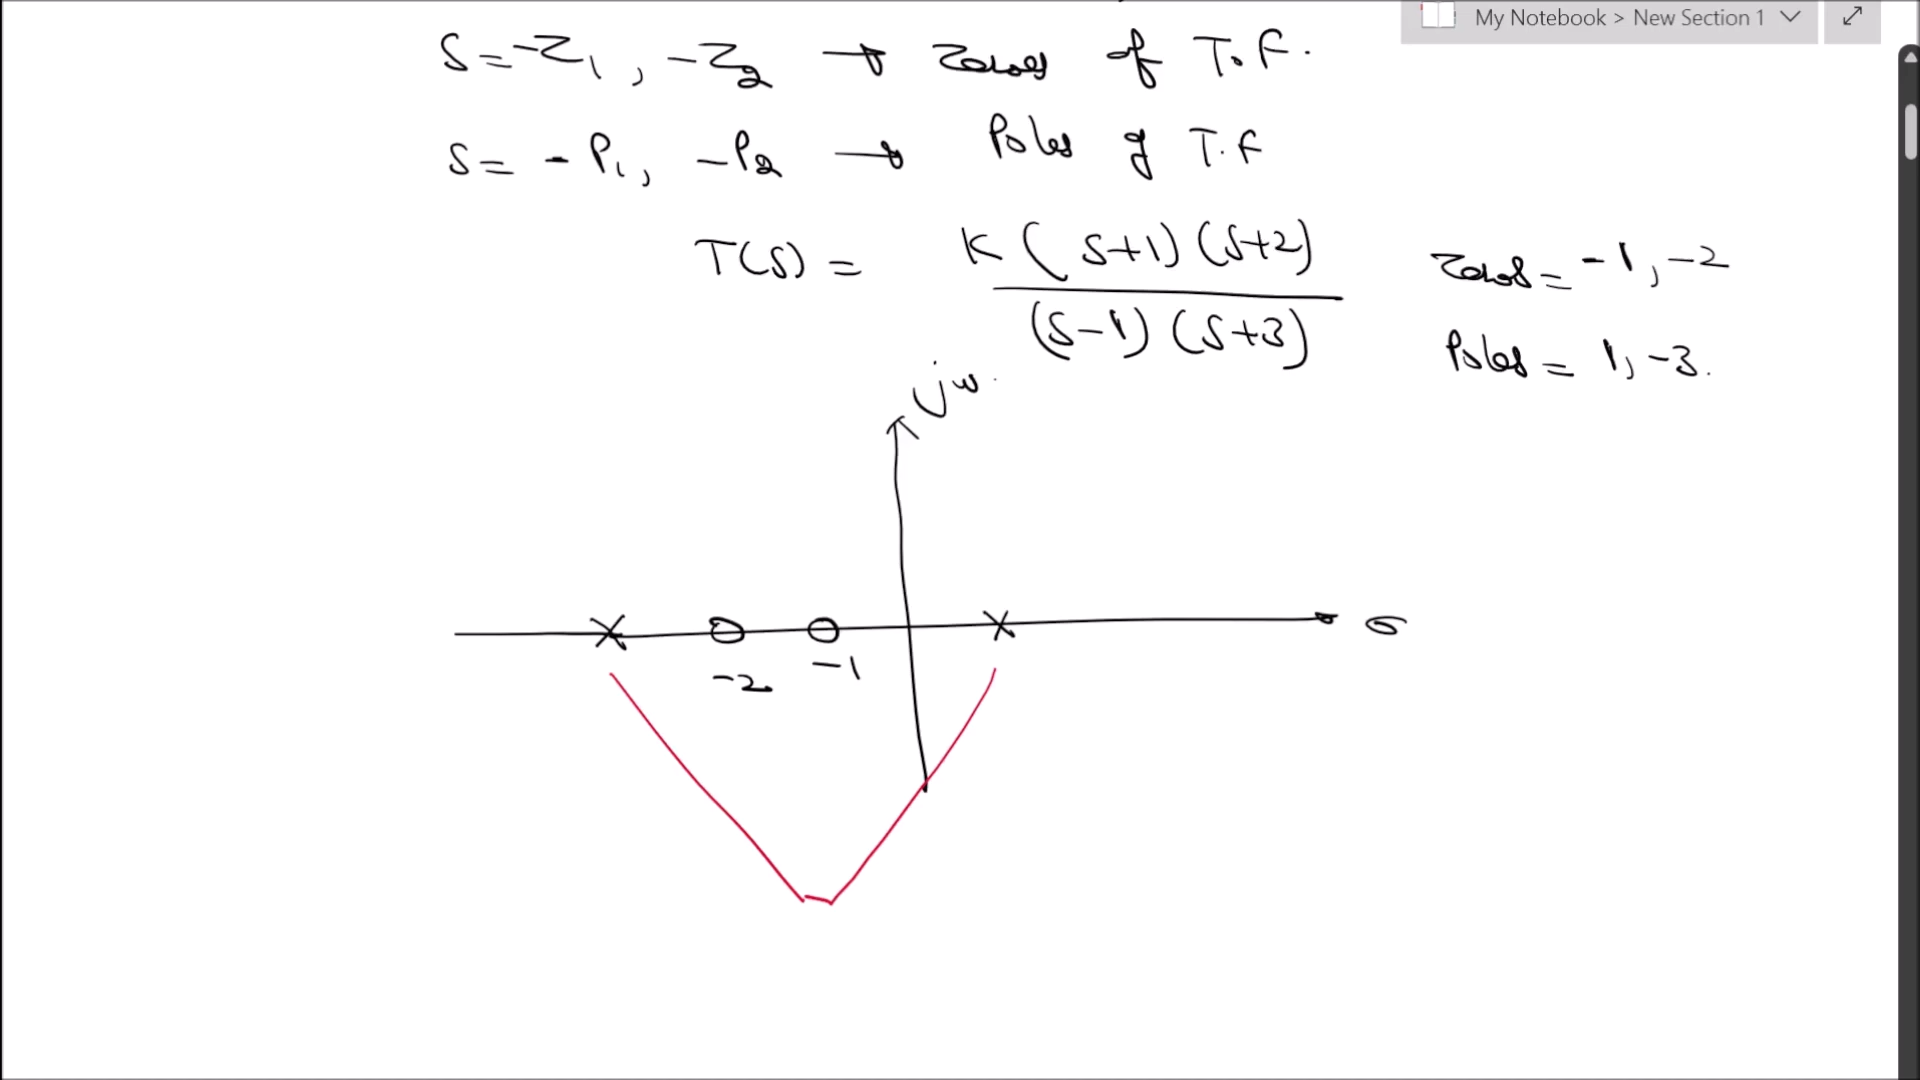 My Notebook > New Section 1
S = -Z1, -Z2 → Zeroes of T.F.
S = -P1, -P2 → Poles of T.F
T(S) = K(S+1)(S+2) / (S-1)(S+3)
Zeros = -1, -2
Poles = 1, -3.
jω
σ
-2 -1